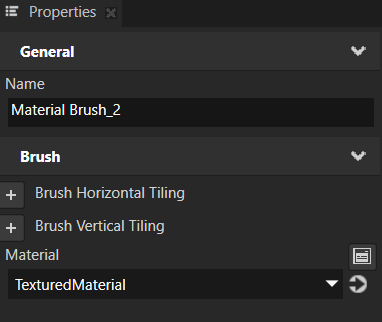 Properties
General
Name
Material Brush_2
Brush
Brush Horizontal Tiling
Brush Vertical Tiling
Material
TexturedMaterial